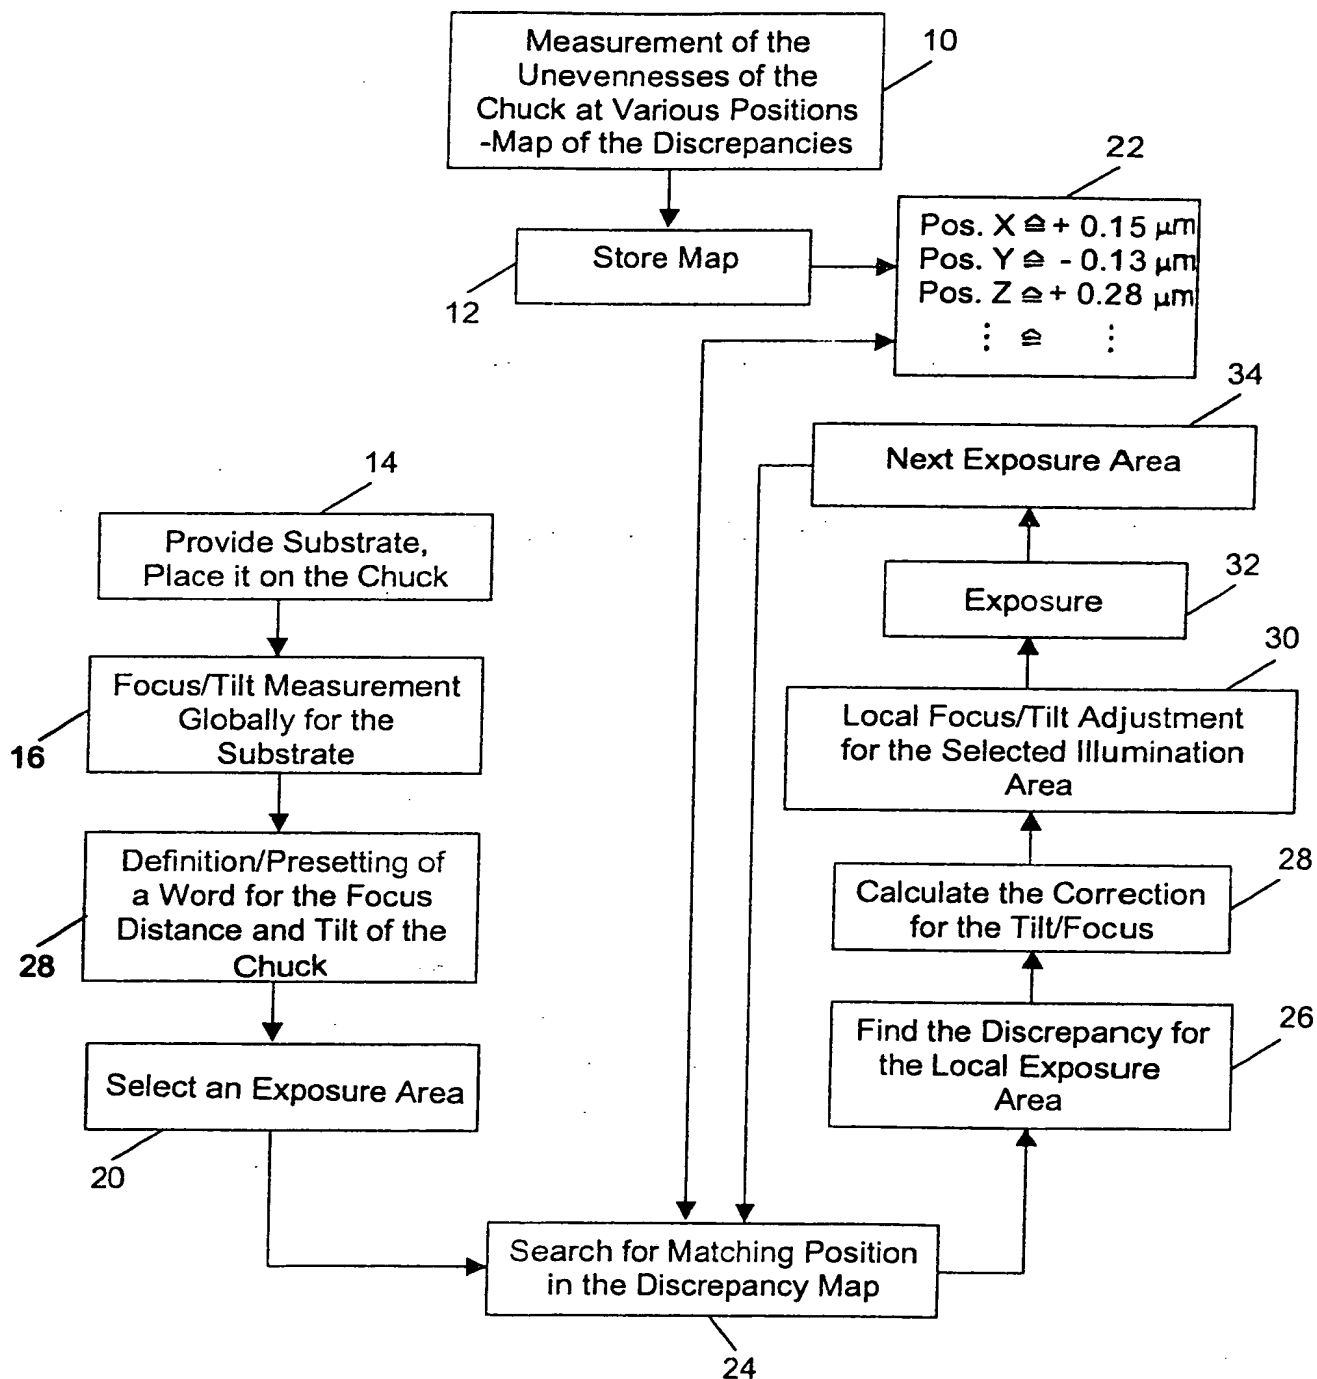 Measurement of the
Unevennesses of the
Chuck at Various Positions
-Map of the Discrepancies
10
Store Map
12
22
Pos. X ≙ + 0.15 μm
Pos. Y ≙ - 0.13 μm
Pos. Z ≙ + 0.28 μm
⋮ ≙ ⋮
14
Provide Substrate,
Place it on the Chuck
Focus/Tilt Measurement
Globally for the
Substrate
16
Definition/Presetting of
a Word for the Focus
Distance and Tilt of the
Chuck
28
Select an Exposure Area
20
Search for Matching Position
in the Discrepancy Map
24
Find the Discrepancy for
the Local Exposure
Area
26
Calculate the Correction
for the Tilt/Focus
28
Local Focus/Tilt Adjustment
for the Selected Illumination
Area
30
Exposure
32
Next Exposure Area
34